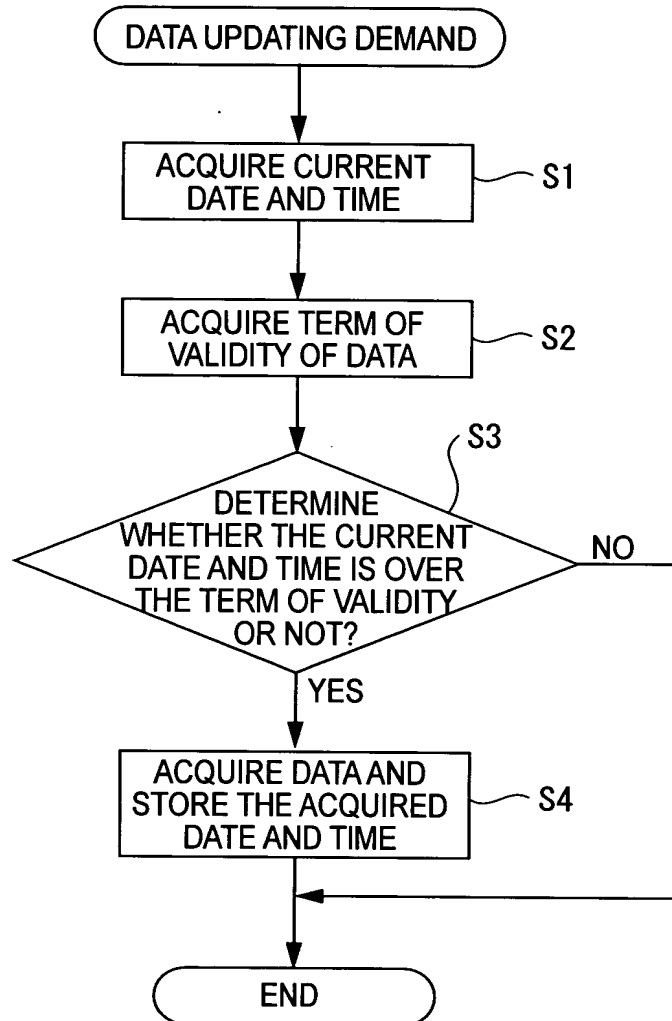 DATA UPDATING DEMAND
ACQUIRE CURRENT
DATE AND TIME
S1
ACQUIRE TERM OF
VALIDITY OF DATA
S2
S3
DETERMINE
WHETHER THE CURRENT
DATE AND TIME IS OVER
THE TERM OF VALIDITY
OR NOT?
NO
YES
ACQUIRE DATA AND
STORE THE ACQUIRED
DATE AND TIME
S4
END